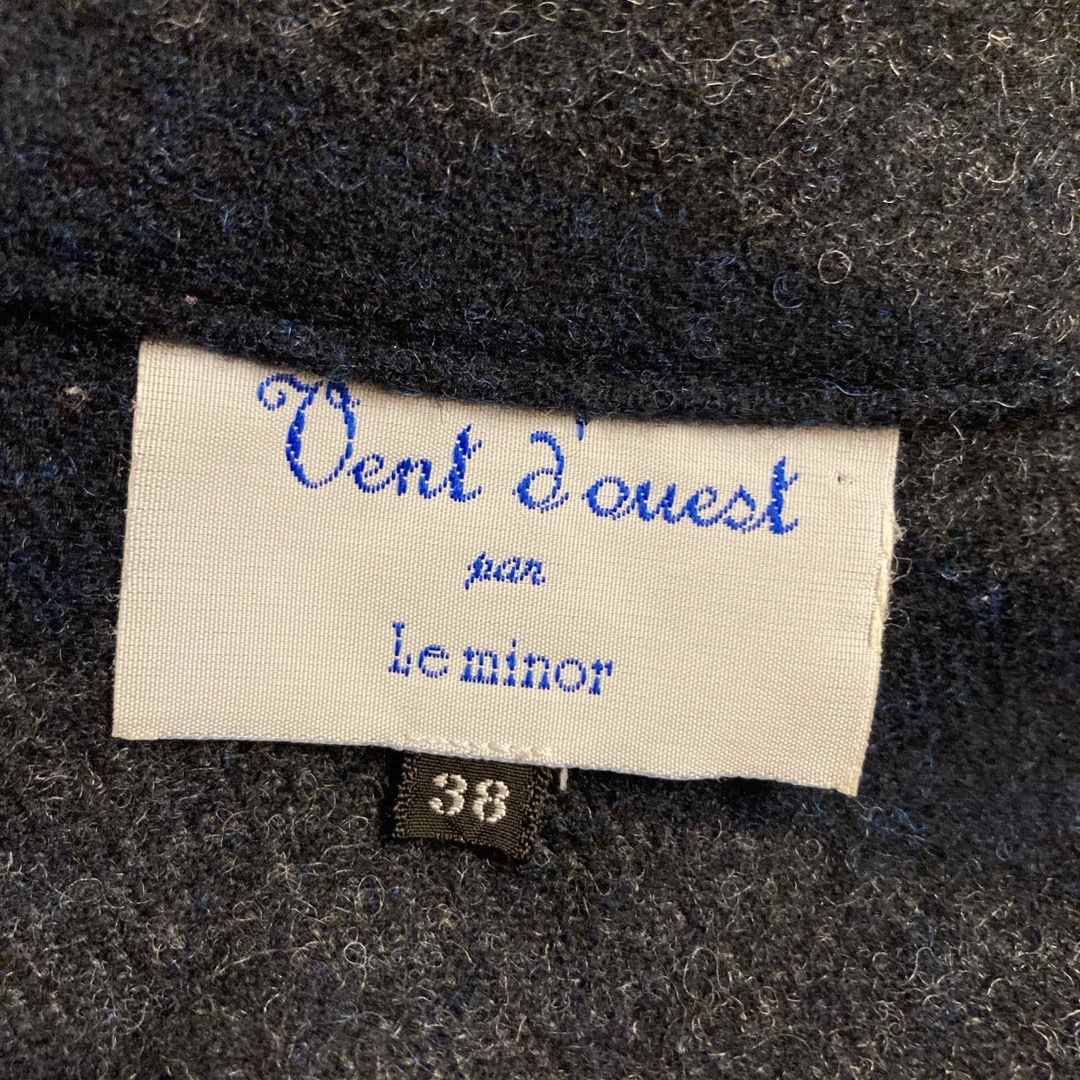 Vent d'ouest
par
Le minor
38